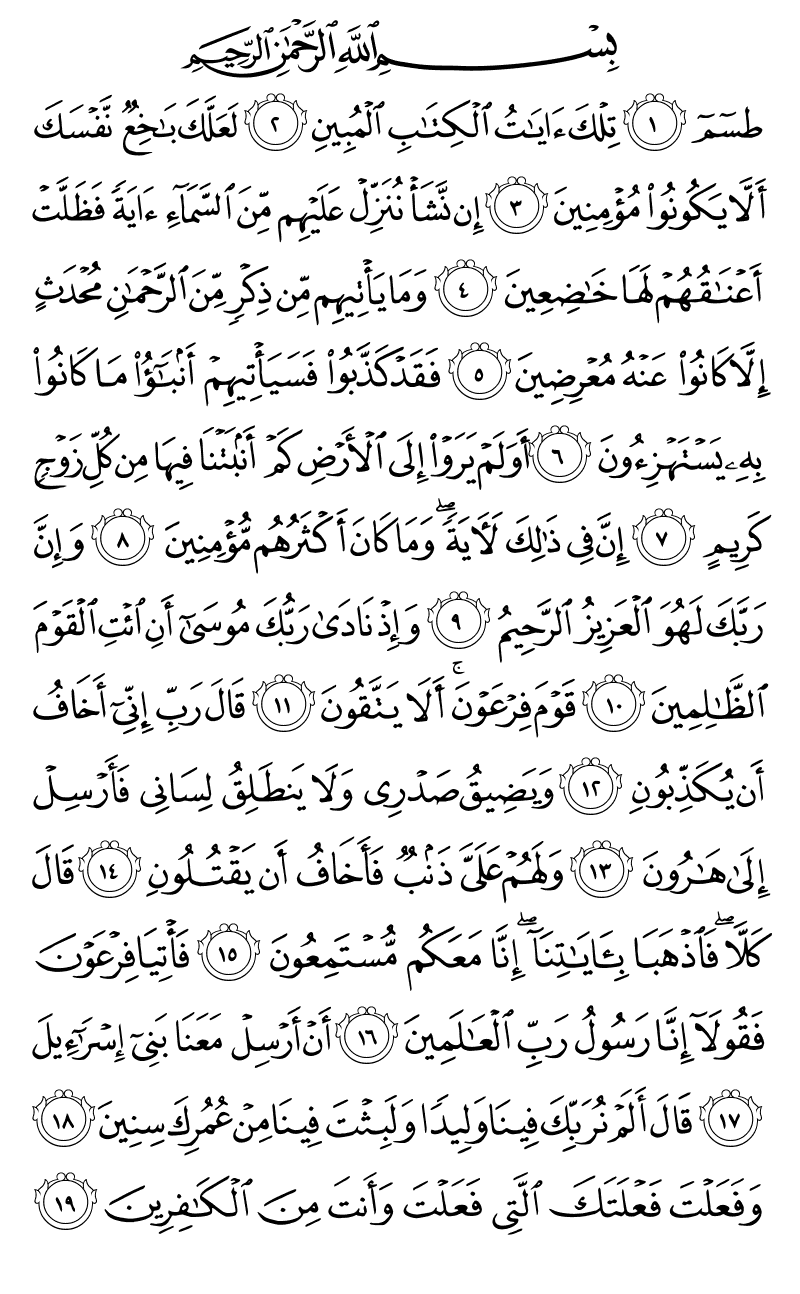 بِسْمِ ٱللَّهِ ٱلرَّحْمَٰنِ ٱلرَّحِيمِ
طسٓمٓ ١ تِلْكَ ءَايَٰتُ ٱلْكِتَٰبِ ٱلْمُبِينِ ٢ لَعَلَّكَ بَٰخِعٌ نَّفْسَكَ
أَلَّا يَكُونُوا۟ مُؤْمِنِينَ ٣ إِن نَّشَأْ نُنَزِّلْ عَلَيْهِم مِّنَ ٱلسَّمَآءِ ءَايَةً فَظَلَّتْ
أَعْنَٰقُهُمْ لَهَا خَٰضِعِينَ ٤ وَمَا يَأْتِيهِم مِّن ذِكْرٍ مِّنَ ٱلرَّحْمَٰنِ مُحْدَثٍ
إِلَّا كَانُوا۟ عَنْهُ مُعْرِضِينَ ٥ فَقَدْ كَذَّبُوا۟ فَسَيَأْتِيهِمْ أَنۢبَٰٓؤُا۟ مَا كَانُوا۟
بِهِۦ يَسْتَهْزِءُونَ ٦ أَوَلَمْ يَرَوْا۟ إِلَى ٱلْأَرْضِ كَمْ أَنۢبَتْنَا فِيهَا مِن كُلِّ زَوْجٍ
كَرِيمٍ ٧ إِنَّ فِى ذَٰلِكَ لَءَايَةً ۖ وَمَا كَانَ أَكْثَرُهُم مُّؤْمِنِينَ ٨ وَإِنَّ
رَبَّكَ لَهُوَ ٱلْعَزِيزُ ٱلرَّحِيمُ ٩ وَإِذْ نَادَىٰ رَبُّكَ مُوسَىٰٓ أَنِ ٱئْتِ ٱلْقَوْمَ
ٱلظَّٰلِمِينَ ١٠ قَوْمَ فِرْعَوْنَ ۚ أَلَا يَتَّقُونَ ١١ قَالَ رَبِّ إِنِّىٓ أَخَافُ
أَن يُكَذِّبُونِ ١٢ وَيَضِيقُ صَدْرِى وَلَا يَنطَلِقُ لِسَانِى فَأَرْسِلْ
إِلَىٰ هَٰرُونَ ١٣ وَلَهُمْ عَلَىَّ ذَنۢبٌ فَأَخَافُ أَن يَقْتُلُونِ ١٤ قَالَ
كَلَّا ۖ فَٱذْهَبَا بِـَٔايَٰتِنَآ ۖ إِنَّا مَعَكُم مُّسْتَمِعُونَ ١٥ فَأْتِيَا فِرْعَوْنَ
فَقُولَآ إِنَّا رَسُولُ رَبِّ ٱلْعَٰلَمِينَ ١٦ أَنْ أَرْسِلْ مَعَنَا بَنِىٓ إِسْرَٰٓءِيلَ
١٧ قَالَ أَلَمْ نُرَبِّكَ فِينَا وَلِيدًا وَلَبِثْتَ فِينَا مِنْ عُمُرِكَ سِنِينَ ١٨
وَفَعَلْتَ فَعْلَتَكَ ٱلَّتِى فَعَلْتَ وَأَنتَ مِنَ ٱلْكَٰفِرِينَ ١٩